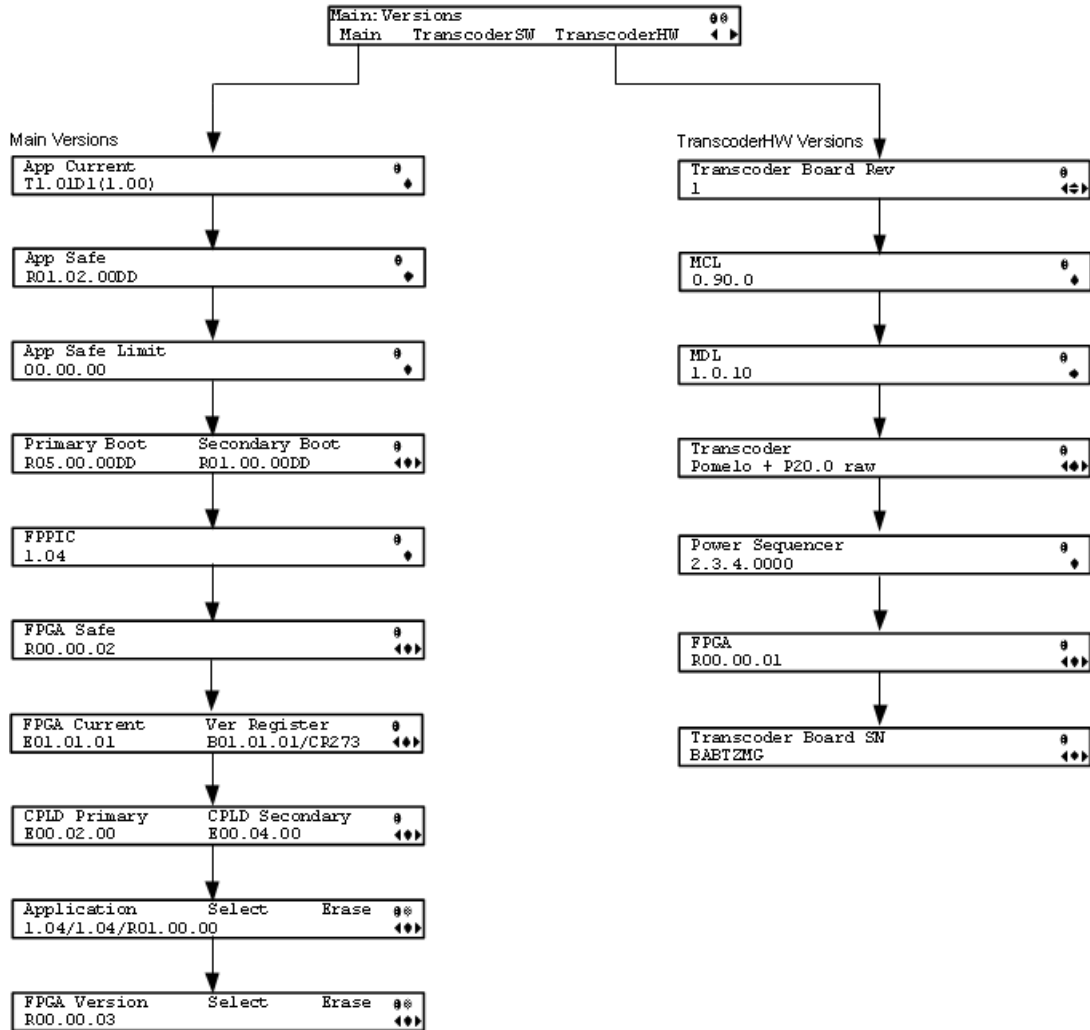 Main:Versions
Main TranscoderSW TranscoderHW
Main Versions
App Current
T1.01D1(1.00)
App Safe
R01.02.00DD
App Safe Limit
00.00.00
Primary Boot Secondary Boot
R05.00.00DD R01.00.00DD
FPPIC
1.04
FPGA Safe
R00.00.02
FPGA Current Ver Register
E01.01.01 B01.01.01/CR273
CPLD Primary CPLD Secondary
E00.02.00 E00.04.00
Application Select Erase
1.04/1.04/R01.00.00
FPGA Version Select Erase
R00.00.03
TranscoderHW Versions
Transcoder Board Rev
1
MCL
0.90.0
MDL
1.0.10
Transcoder
Pomelo + P20.0 raw
Power Sequencer
2.3.4.0000
FPGA
R00.00.01
Transcoder Board SN
BABTZMG